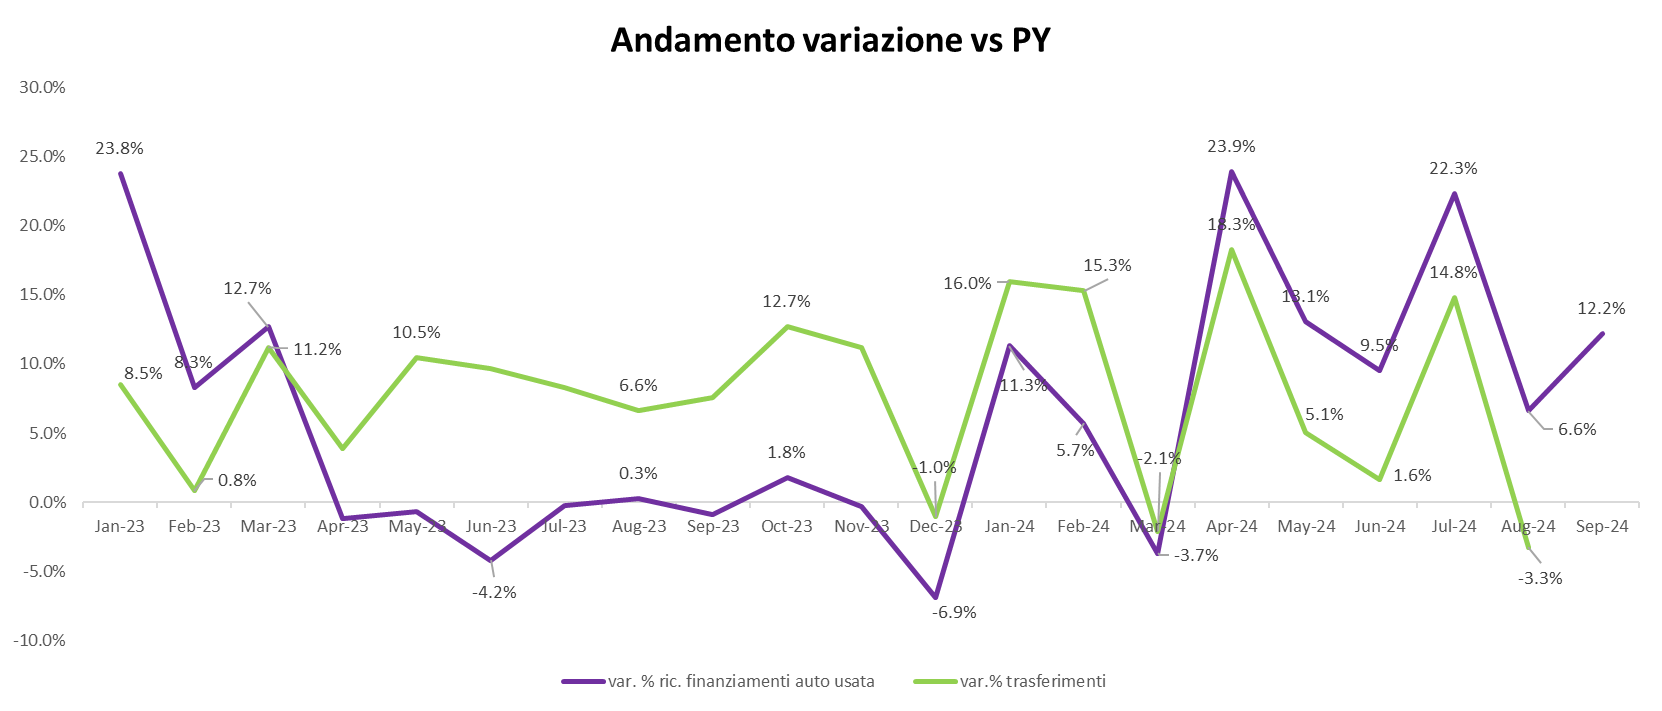 Andamento variazione vs PY
30.0%
25.0%
20.0%
15.0%
10.0%
5.0%
0.0%
-5.0%
-10.0%
23.8%
8.3%
12.7%
-4.2%
0.3%
1.8%
-6.9%
11.3%
5.7%
-3.7%
23.9%
13.1%
9.5%
22.3%
6.6%
12.2%
8.5%
0.8%
11.2%
10.5%
6.6%
12.7%
-1.0%
16.0%
15.3%
-2.1%
18.3%
5.1%
1.6%
14.8%
-3.3%
Jan-23
Feb-23
Mar-23
Apr-23
May-23
Jun-23
Jul-23
Aug-23
Sep-23
Oct-23
Nov-23
Dec-23
Jan-24
Feb-24
Mar-24
Apr-24
May-24
Jun-24
Jul-24
Aug-24
Sep-24
var. % ric. finanziamenti auto usata
var.% trasferimenti